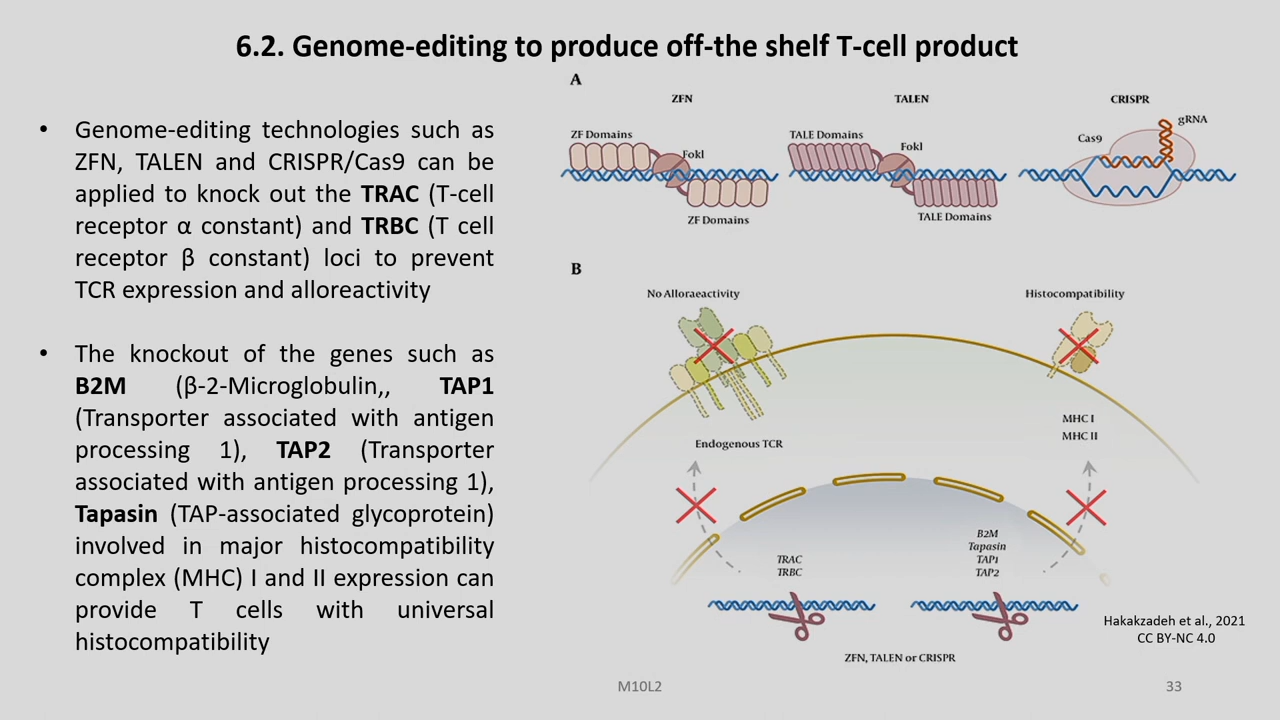 6.2. Genome-editing to produce off-the shelf T-cell product
• Genome-editing technologies such as
ZFN, TALEN and CRISPR/Cas9 can be
applied to knock out the TRAC (T-cell
receptor α constant) and TRBC (T cell
receptor β constant) loci to prevent
TCR expression and alloreactivity
• The knockout of the genes such as
B2M (β-2-Microglobulin,, TAP1
(Transporter associated with antigen
processing 1), TAP2 (Transporter
associated with antigen processing 1),
Tapasin (TAP-associated glycoprotein)
involved in major histocompatibility
complex (MHC) I and II expression can
provide T cells with universal
histocompatibility
A
ZFN
ZF Domains
FokI
ZF Domains
TALEN
TALE Domains
FokI
TALE Domains
CRISPR
gRNA
Cas9
B
No Alloraeactivity
Histocompatibility
Endogenous TCR
MHC I
MHC II
TRAC
TRBC
B2M
Tapasin
TAP1
TAP2
ZFN, TALEN or CRISPR
Hakakzadeh et al., 2021
CC BY-NC 4.0
M10L2
33